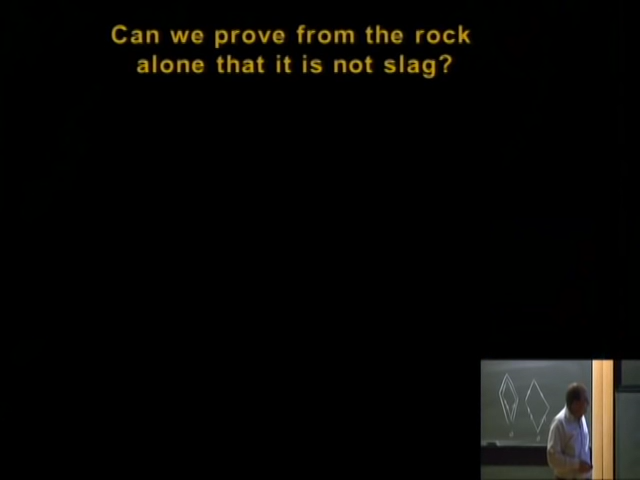 Can we prove from the rock
alone that it is not slag?